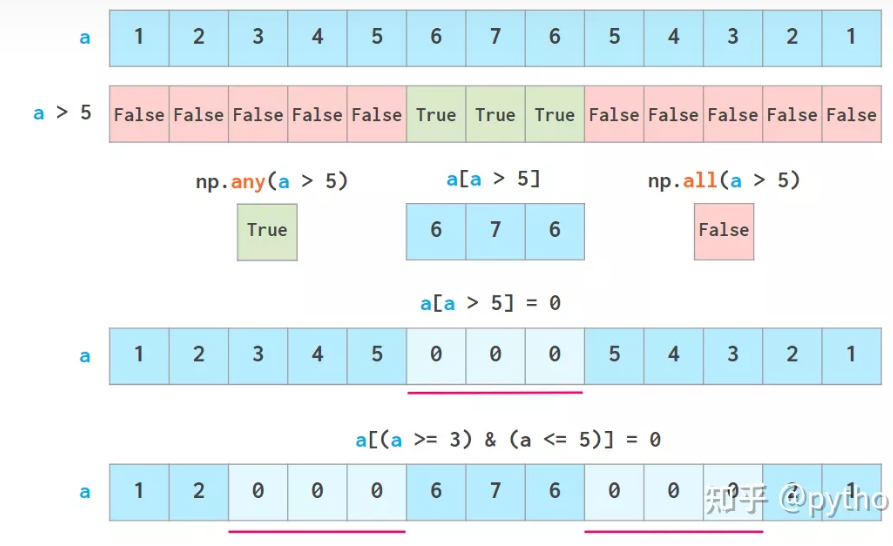 a 1 2 3 4 5 6 7 6 5 4 3 2 1
a > 5 False False False False False True True True False False False False False
np.any(a > 5) a[a > 5] np.all(a > 5)
True 6 7 6 False
a[a > 5] = 0
a 1 2 3 4 5 0 0 0 5 4 3 2 1
a[(a >= 3) & (a <= 5)] = 0
a 1 2 0 0 0 6 7 6 0 0 0 2 1
知乎 @pytho